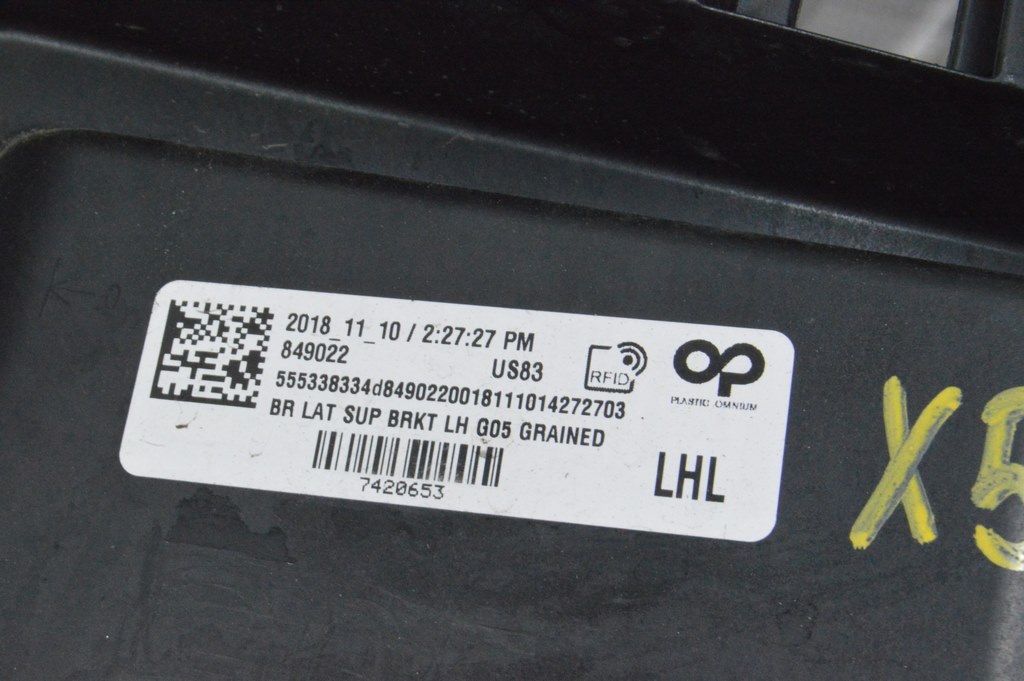 2018_11_10 / 2:27:27 PM
849022 US83
555338334d8490220018111014272703
BR LAT SUP BRKT LH G05 GRAINED
7420653
RFID
OP
PLASTIC OMNIUM
LHL
X5